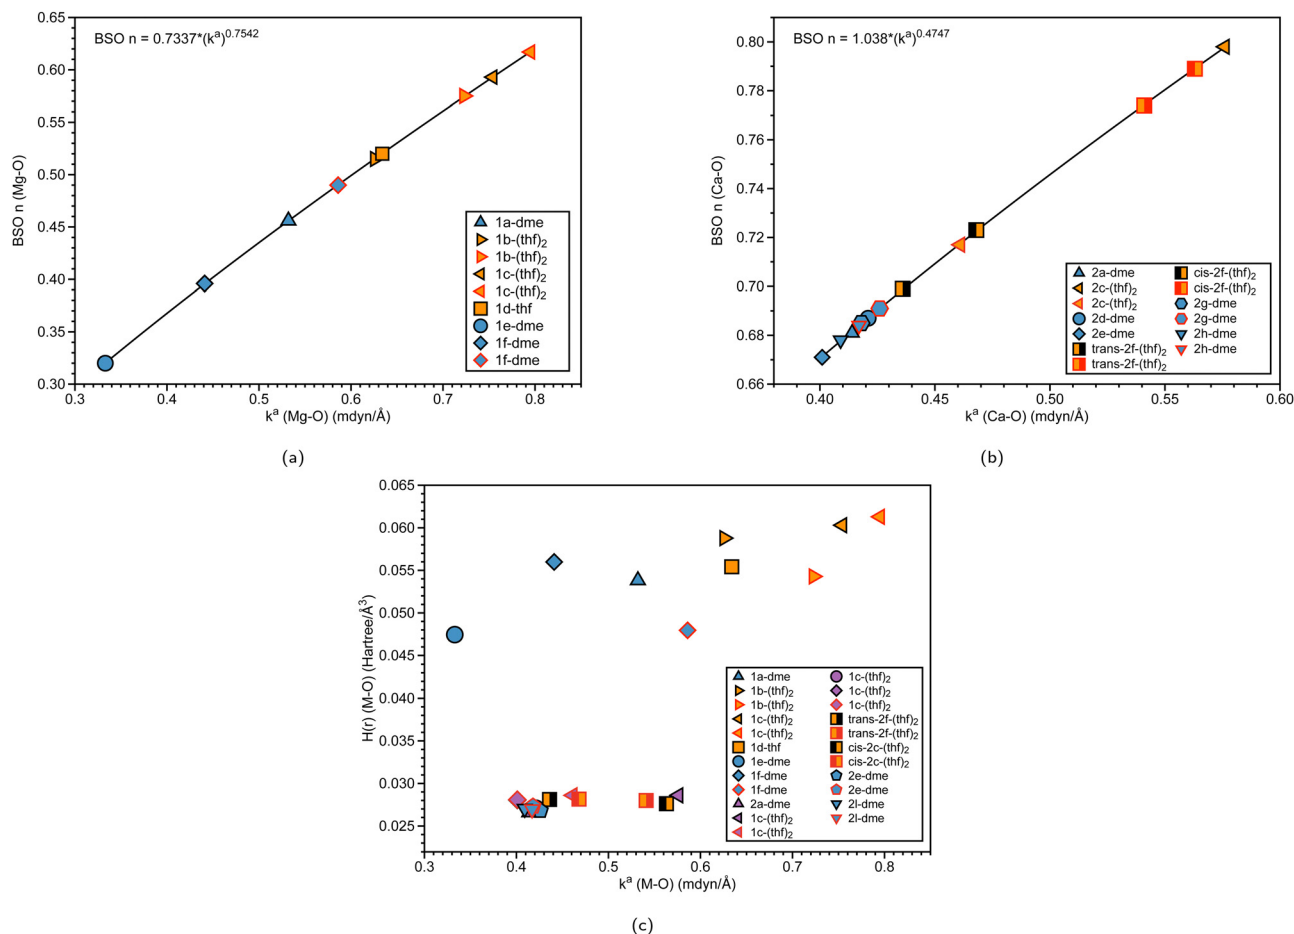 BSO n = 0.7337*(kᵃ)⁰·⁷⁵⁴²
BSO n (Mg-O)
0.65
0.60
0.55
0.50
0.45
0.40
0.35
0.30
0.3 0.4 0.5 0.6 0.7 0.8
kᵃ (Mg-O) (mdyn/Å)
1a-dme
1b-(thf)₂
1b-(thf)₂
1c-(thf)₂
1c-(thf)₂
1d-thf
1e-dme
1f-dme
1f-dme
(a)
BSO n = 1.038*(kᵃ)⁰·⁴⁷⁴⁷
BSO n (Ca-O)
0.80
0.78
0.76
0.74
0.72
0.70
0.68
0.66
0.40 0.45 0.50 0.55 0.60
kᵃ (Ca-O) (mdyn/Å)
2a-dme
2c-(thf)₂
2c-(thf)₂
2d-dme
2e-dme
trans-2f-(thf)₂
trans-2f-(thf)₂
cis-2f-(thf)₂
cis-2f-(thf)₂
2g-dme
2g-dme
2h-dme
2h-dme
(b)
H(r) (M-O) (Hartree/Å³)
0.065
0.060
0.055
0.050
0.045
0.040
0.035
0.030
0.025
0.3 0.4 0.5 0.6 0.7 0.8
kᵃ (M-O) (mdyn/Å)
1a-dme
1b-(thf)₂
1b-(thf)₂
1c-(thf)₂
1c-(thf)₂
1d-thf
1e-dme
1f-dme
1f-dme
2a-dme
1c-(thf)₂
1c-(thf)₂
1c-(thf)₂
1c-(thf)₂
1c-(thf)₂
trans-2f-(thf)₂
trans-2f-(thf)₂
cis-2c-(thf)₂
cis-2c-(thf)₂
2e-dme
2e-dme
2l-dme
2l-dme
(c)